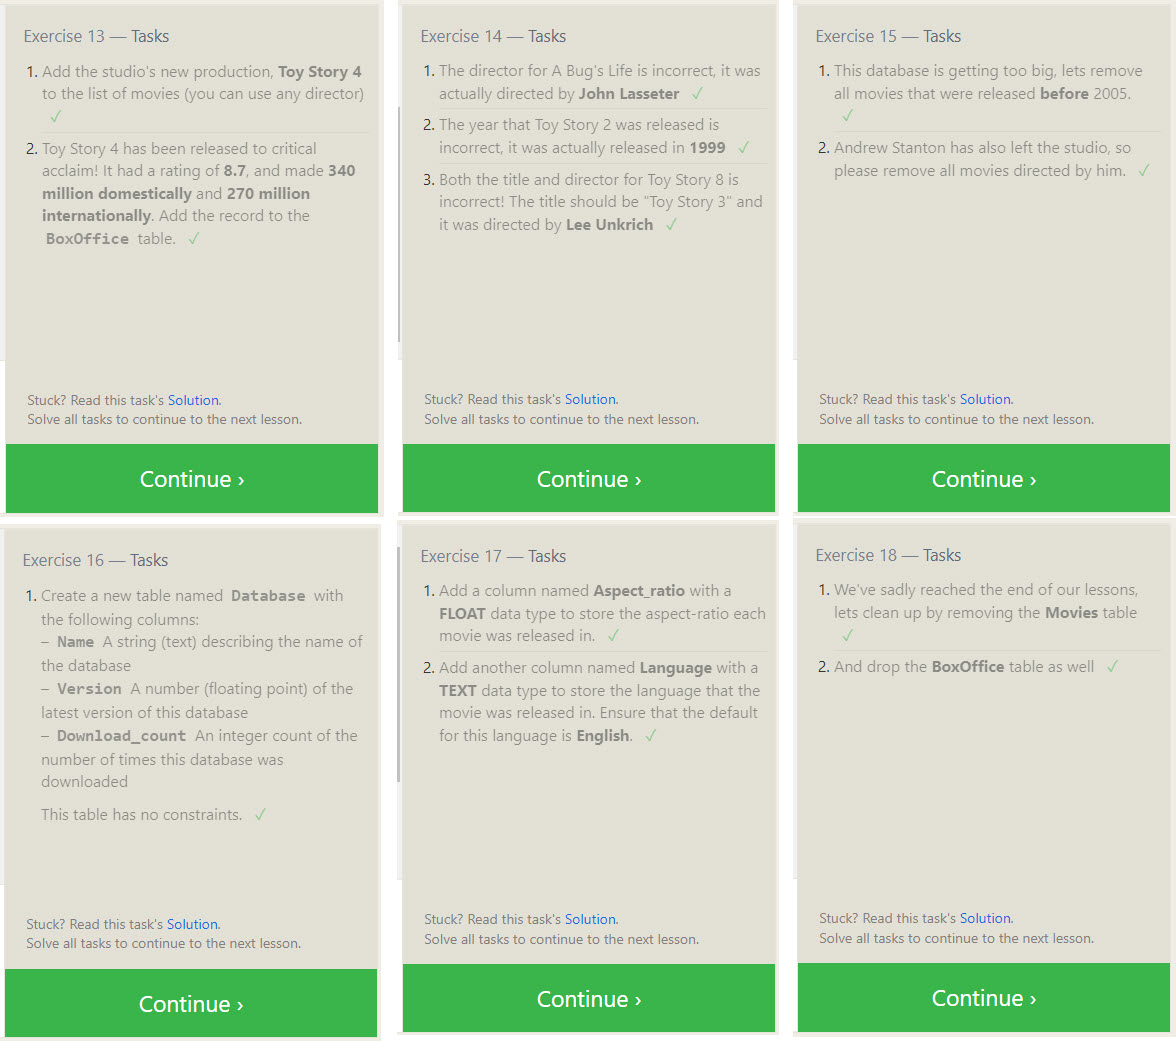 Exercise 13 — Tasks
1. Add the studio's new production, Toy Story 4
to the list of movies (you can use any director)
✓
2. Toy Story 4 has been released to critical
acclaim! It had a rating of 8.7, and made 340
million domestically and 270 million
internationally. Add the record to the
BoxOffice table. ✓
Stuck? Read this task's Solution.
Solve all tasks to continue to the next lesson.
Continue ›
Exercise 14 — Tasks
1. The director for A Bug's Life is incorrect, it was
actually directed by John Lasseter ✓
2. The year that Toy Story 2 was released is
incorrect, it was actually released in 1999 ✓
3. Both the title and director for Toy Story 8 is
incorrect! The title should be "Toy Story 3" and
it was directed by Lee Unkrich ✓
Stuck? Read this task's Solution.
Solve all tasks to continue to the next lesson.
Continue ›
Exercise 15 — Tasks
1. This database is getting too big, lets remove
all movies that were released before 2005.
✓
2. Andrew Stanton has also left the studio, so
please remove all movies directed by him. ✓
Stuck? Read this task's Solution.
Solve all tasks to continue to the next lesson.
Continue ›
Exercise 16 — Tasks
1. Create a new table named Database with
the following columns:
– Name A string (text) describing the name of
the database
– Version A number (floating point) of the
latest version of this database
– Download_count An integer count of the
number of times this database was
downloaded
This table has no constraints. ✓
Stuck? Read this task's Solution.
Solve all tasks to continue to the next lesson.
Continue ›
Exercise 17 — Tasks
1. Add a column named Aspect_ratio with a
FLOAT data type to store the aspect-ratio each
movie was released in. ✓
2. Add another column named Language with a
TEXT data type to store the language that the
movie was released in. Ensure that the default
for this language is English. ✓
Stuck? Read this task's Solution.
Solve all tasks to continue to the next lesson.
Continue ›
Exercise 18 — Tasks
1. We've sadly reached the end of our lessons,
lets clean up by removing the Movies table
✓
2. And drop the BoxOffice table as well ✓
Stuck? Read this task's Solution.
Solve all tasks to continue to the next lesson.
Continue ›